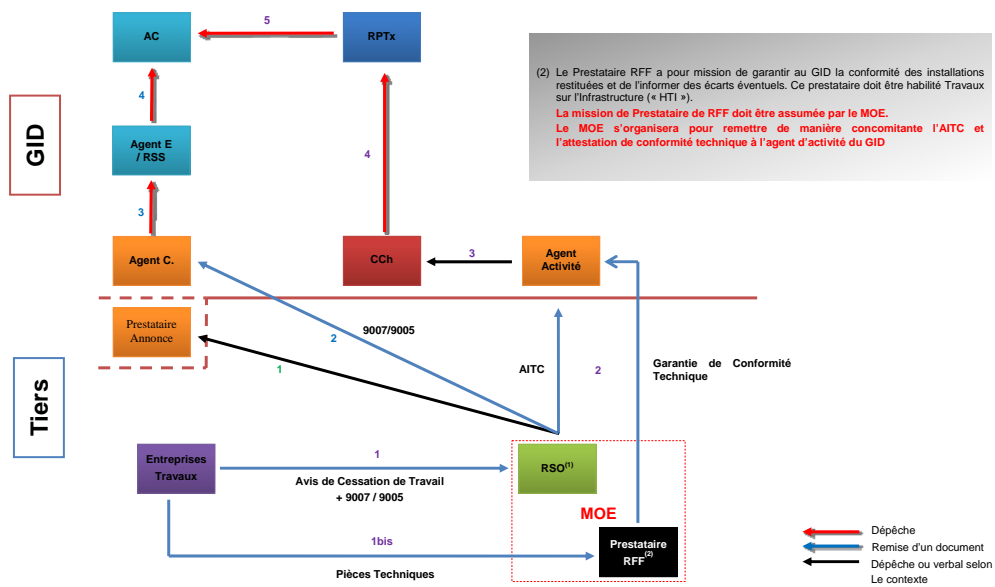 5
AC
RPTx
(2) Le Prestataire RFF a pour mission de garantir au GID la conformité des installations
restituées et de l'informer des écarts éventuels. Ce prestataire doit être habilité Travaux
sur l'Infrastructure (« HTI »).
La mission de Prestataire de RFF doit être assumée par le MOE.
Le MOE s'organisera pour remettre de manière concomitante l'AITC et
l'attestation de conformité technique à l'agent d'activité du GID
GID
4
Agent E
/ RSS
4
3
Agent C.
CCh
3
Agent
Activité
Prestataire
Annonce
9007/9005
2
1
AITC
2
Garantie de Conformité
Technique
Tiers
Entreprises
Travaux
1
Avis de Cessation de Travail
+ 9007 / 9005
RSO(1)
MOE
1bis
Pièces Techniques
Prestataire
RFF(2)
Dépêche
Remise d'un document
Dépêche ou verbal selon
Le contexte